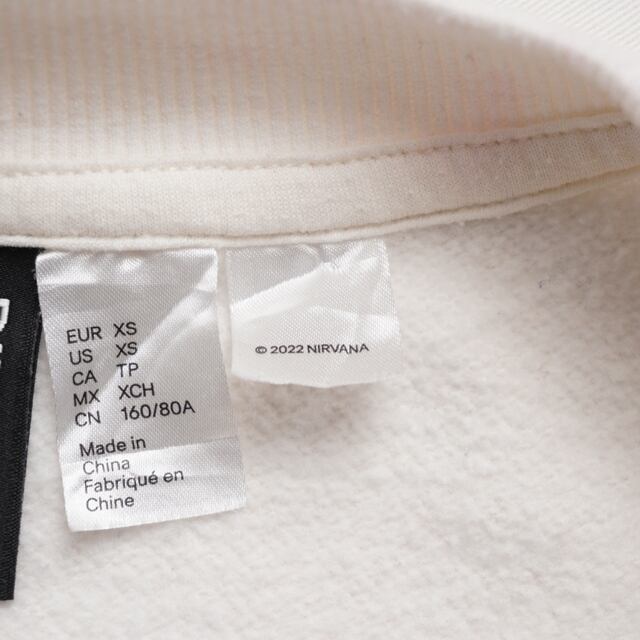 EUR XS
US XS
CA TP
MX XCH
CN 160/80A
Made in
China
Fabriqué en
Chine
© 2022 NIRVANA